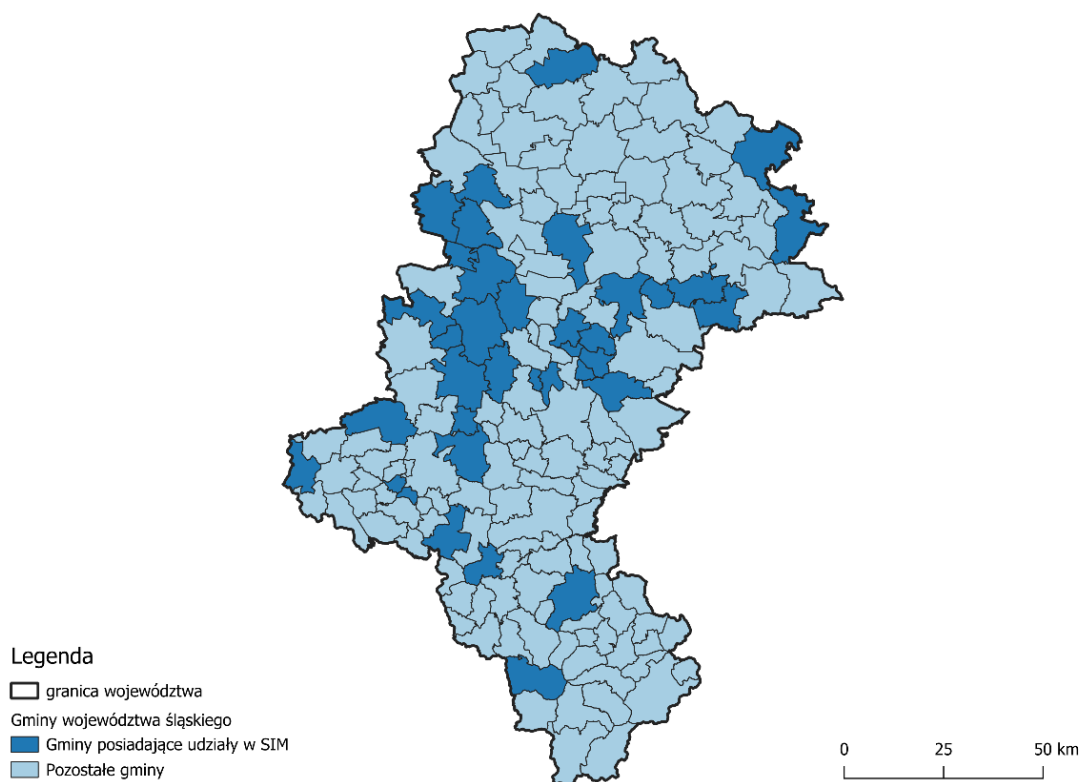 Legenda
granica województwa
Gminy województwa śląskiego
Gminy posiadające udziały w SIM
Pozostałe gminy
0 25 50 km